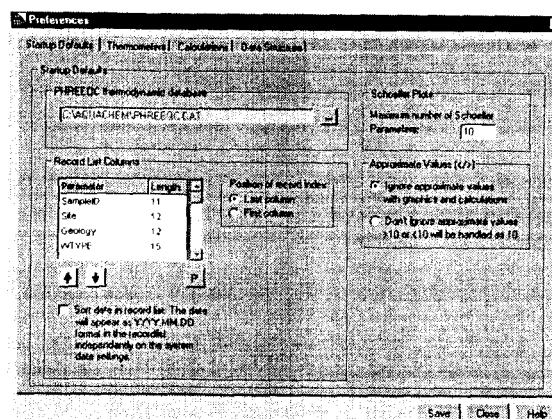 Preferences
Startup Defaults Thermometers Calculations Data Structure
Startup Defaults
PHREEQC thermodynamic database
C:\AQUACHEM\PHREEQC.DAT
...
Schoeller Plots
Maximum number of Schoeller
Parameters: 10
Record List Columns
Parameter Length
SampleID 11
Site 12
Geology 12
WTYPE 15
P
Position of record Index
Last column
First column
Approximate Values (</>)
Ignore approximate values
with graphics and calculations
Don't ignore approximate values
>10 or <10 will be handled as 10
Sort date in record list. The date
will appear as YYYY.MM.DD
format in the recordlist
independantly on the system
date settings.
Save Close Help